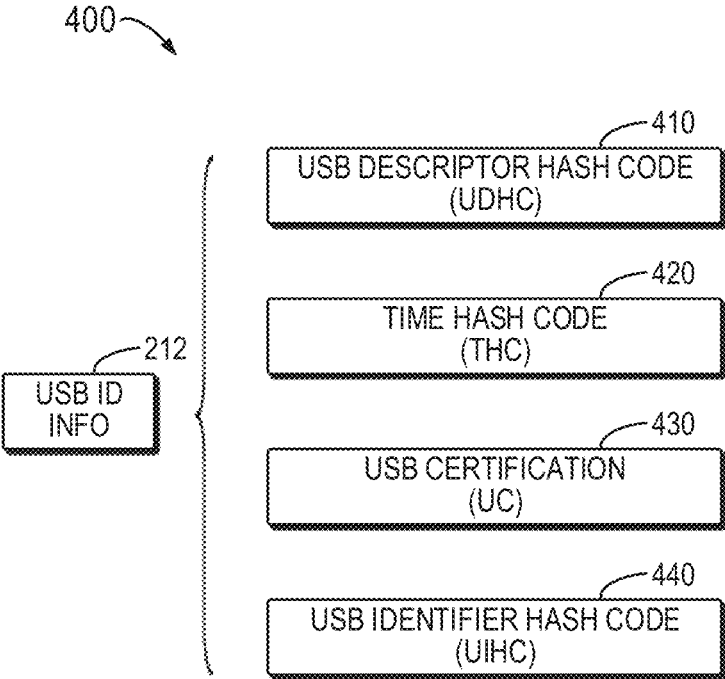 400
410
USB DESCRIPTOR HASH CODE
(UDHC)
420
TIME HASH CODE
(THC)
212
USB ID
INFO
430
USB CERTIFICATION
(UC)
440
USB IDENTIFIER HASH CODE
(UIHC)